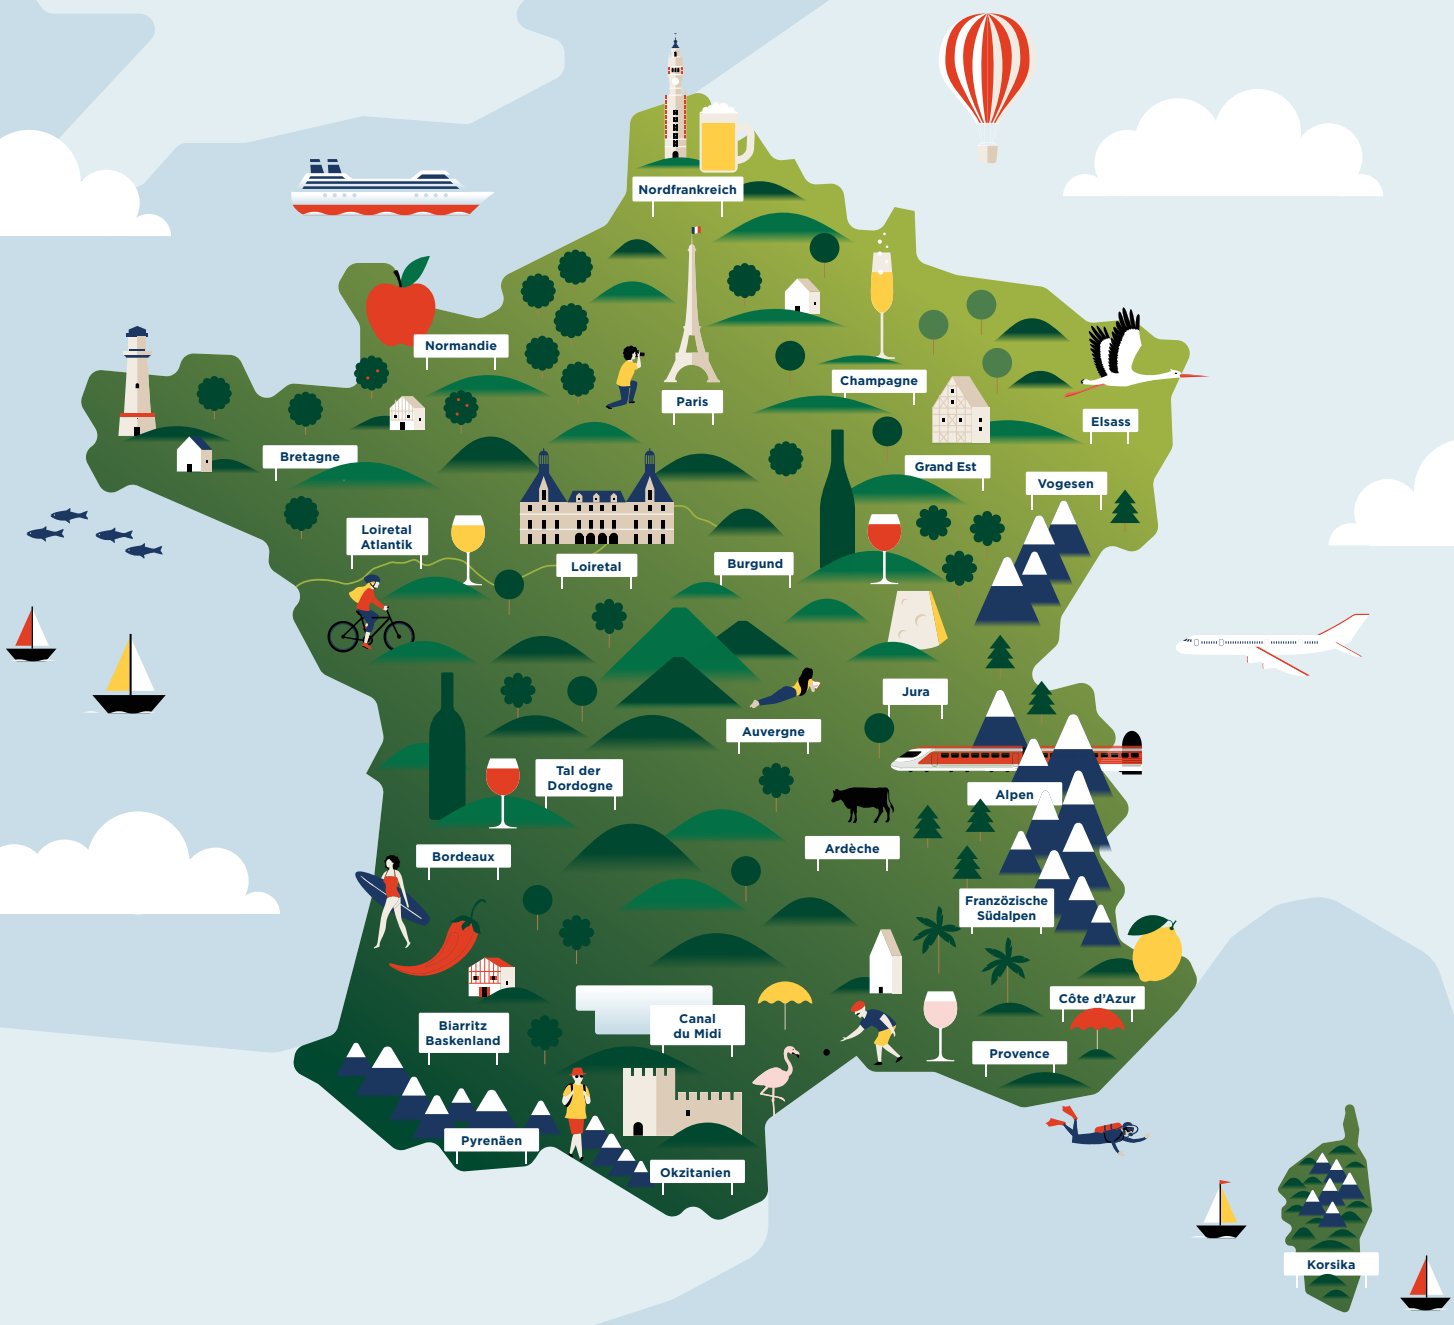 Nordfrankreich
Normandie
Paris
Champagne
Elsass
Bretagne
Grand Est
Vogesen
Loiretal
Atlantik
Loiretal
Burgund
Jura
Auvergne
Tal der
Dordogne
Alpen
Bordeaux
Ardèche
Franzözische
Südalpen
Côte d’Azur
Canal
du Midi
Biarritz
Baskenland
Provence
Pyrenäen
Okzitanien
Korsika